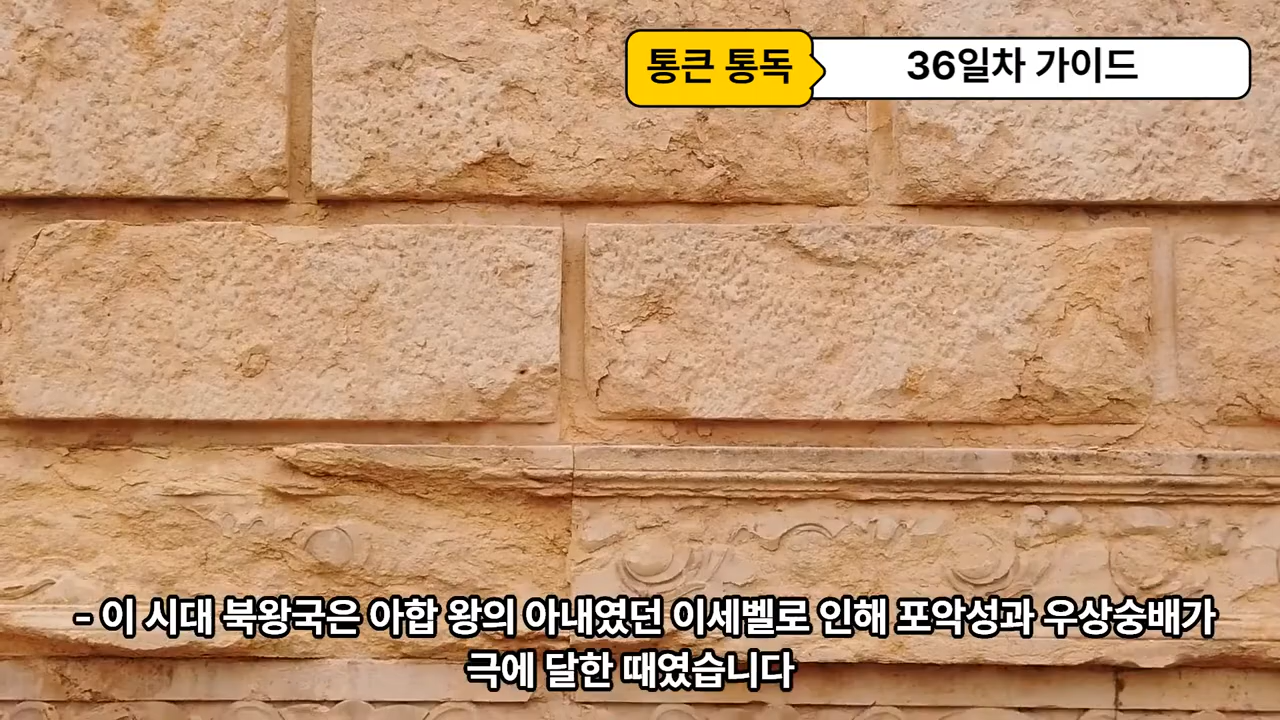 통큰 통독
36일차 가이드
- 이 시대 북왕국은 아합 왕의 아내였던 이세벨로 인해 포악성과 우상숭배가
극에 달한 때였습니다